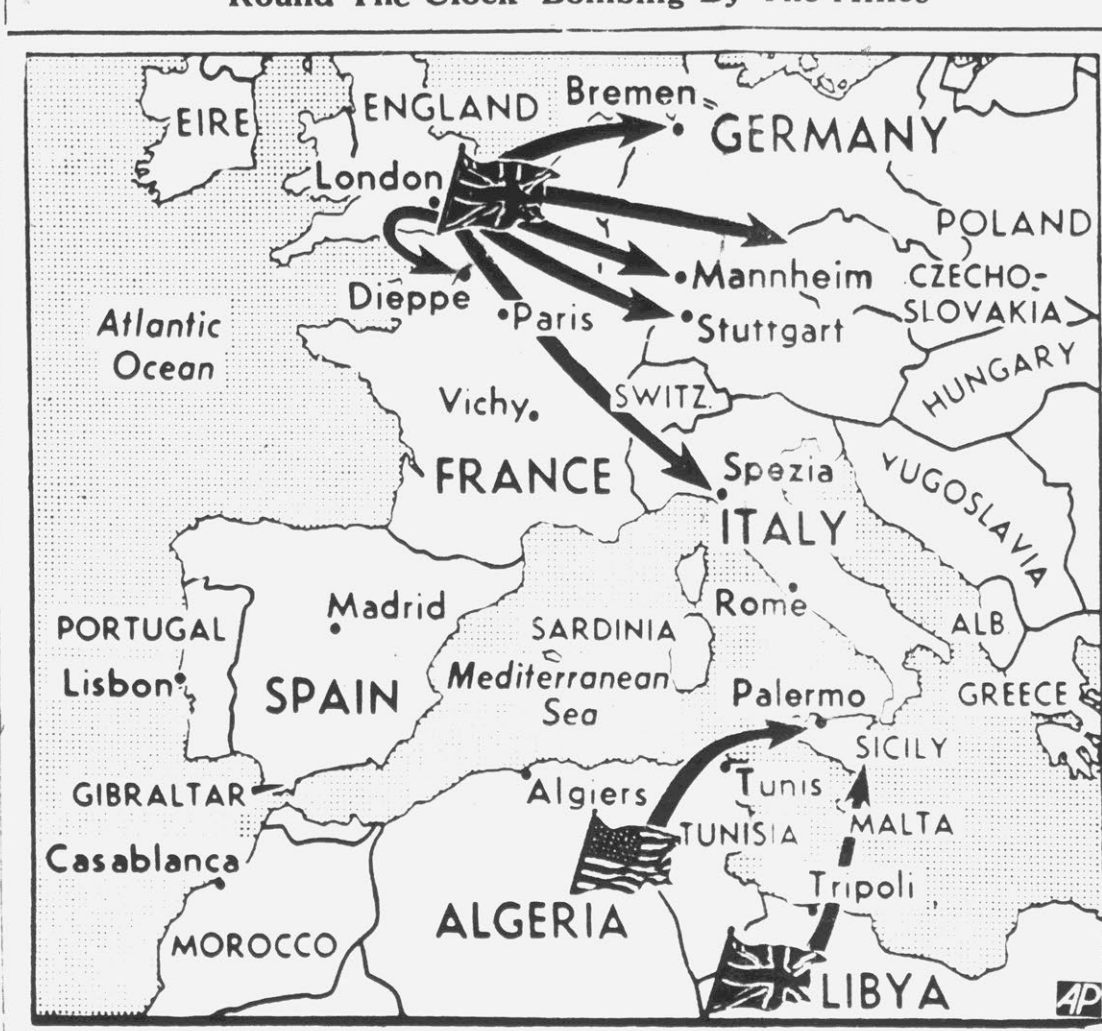 Round The Clock Bombing By The Allies
EIRE
ENGLAND
Bremen
GERMANY
London
POLAND
Dieppe
Mannheim
CZECHO-
SLOVAKIA
Paris
Stuttgart
Atlantic
Ocean
HUNGARY
Vichy
SWITZ.
FRANCE
Spezia
ITALY
YUGOSLAVIA
Madrid
Rome
PORTUGAL
SARDINIA
ALB.
Lisbon
SPAIN
Mediterranean
Sea
Palermo
GREECE
SICILY
GIBRALTAR
Algiers
Tunis
TUNISIA
MALTA
Casablanca
Tripoli
ALGERIA
MOROCCO
LIBYA
AP